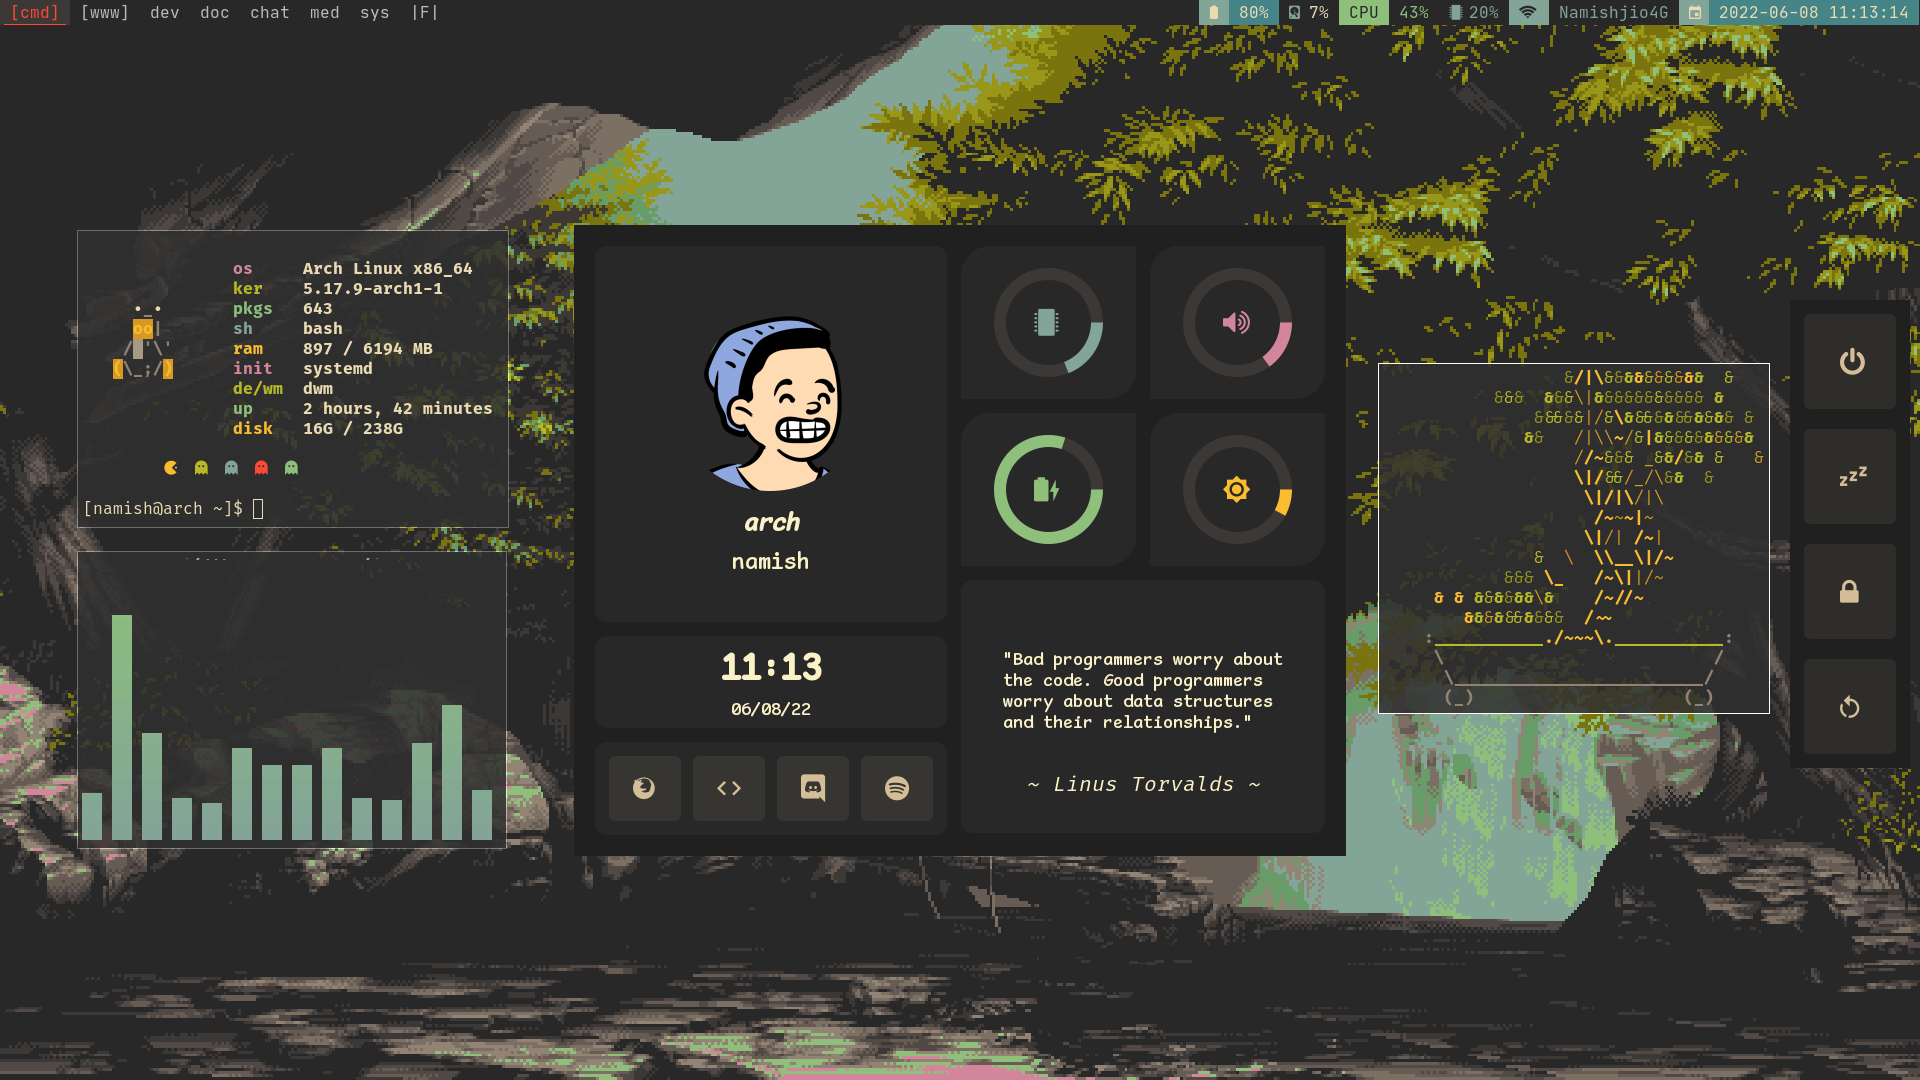 [cmd] [www] dev doc chat med sys |F|
80% 7% CPU 43% 20% Namishjio4G 2022-06-08 11:13:14
os Arch Linux x86_64
ker 5.17.9-arch1-1
pkgs 643
sh bash
ram 897 / 6194 MB
init systemd
de/wm dwm
up 2 hours, 42 minutes
disk 16G / 238G
[namish@arch ~]$
arch
namish
11:13
06/08/22
"Bad programmers worry about
the code. Good programmers
worry about data structures
and their relationships."
~ Linus Torvalds ~
zzz